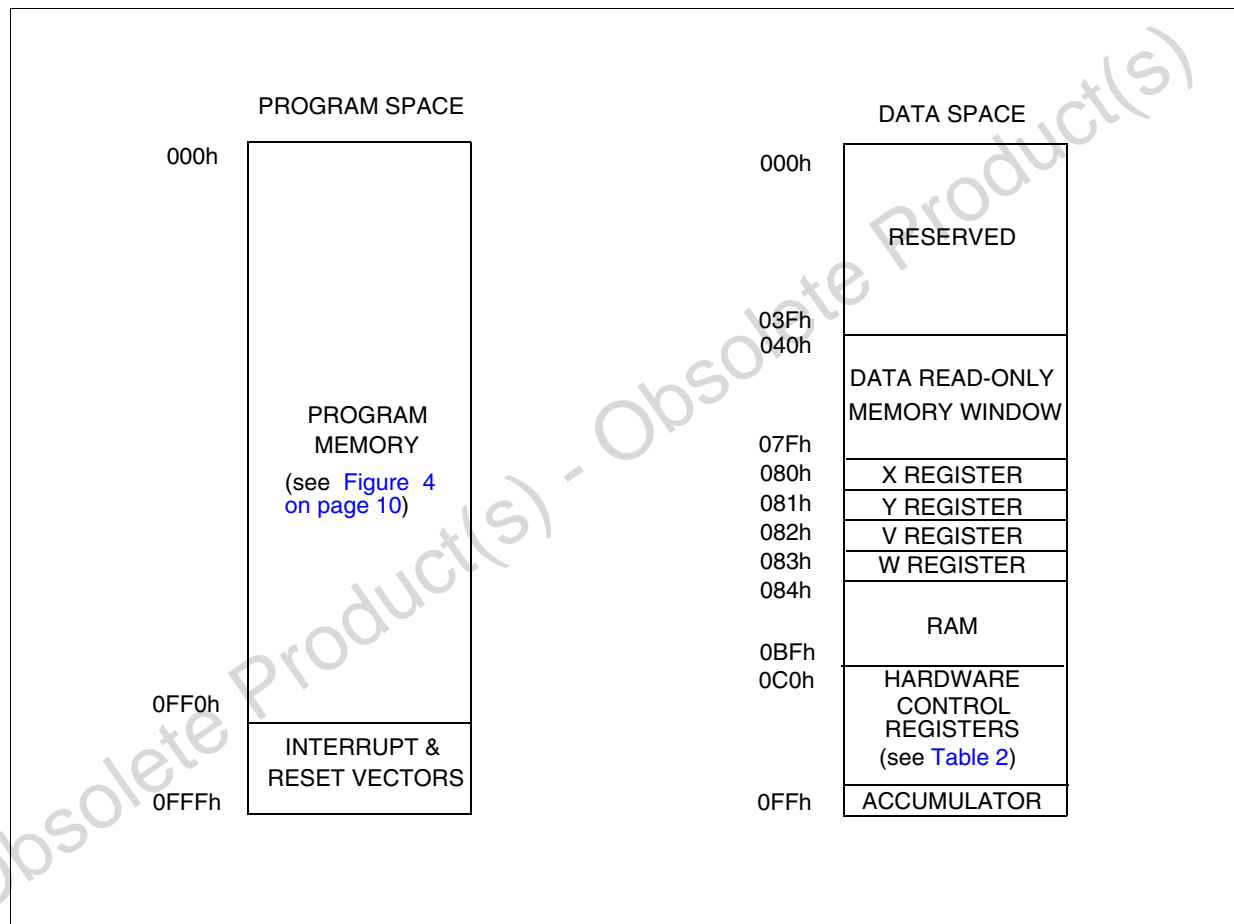 PROGRAM SPACE
000h
PROGRAM
MEMORY
(see Figure 4
on page 10)
0FF0h
INTERRUPT &
RESET VECTORS
0FFFh
DATA SPACE
000h
RESERVED
03Fh
040h
DATA READ-ONLY
MEMORY WINDOW
07Fh
080h
X REGISTER
081h
Y REGISTER
082h
V REGISTER
083h
W REGISTER
084h
RAM
0BFh
0C0h
HARDWARE
CONTROL
REGISTERS
(see Table 2)
0FFh
ACCUMULATOR
Obsolete Product(s) - Obsolete Product(s)